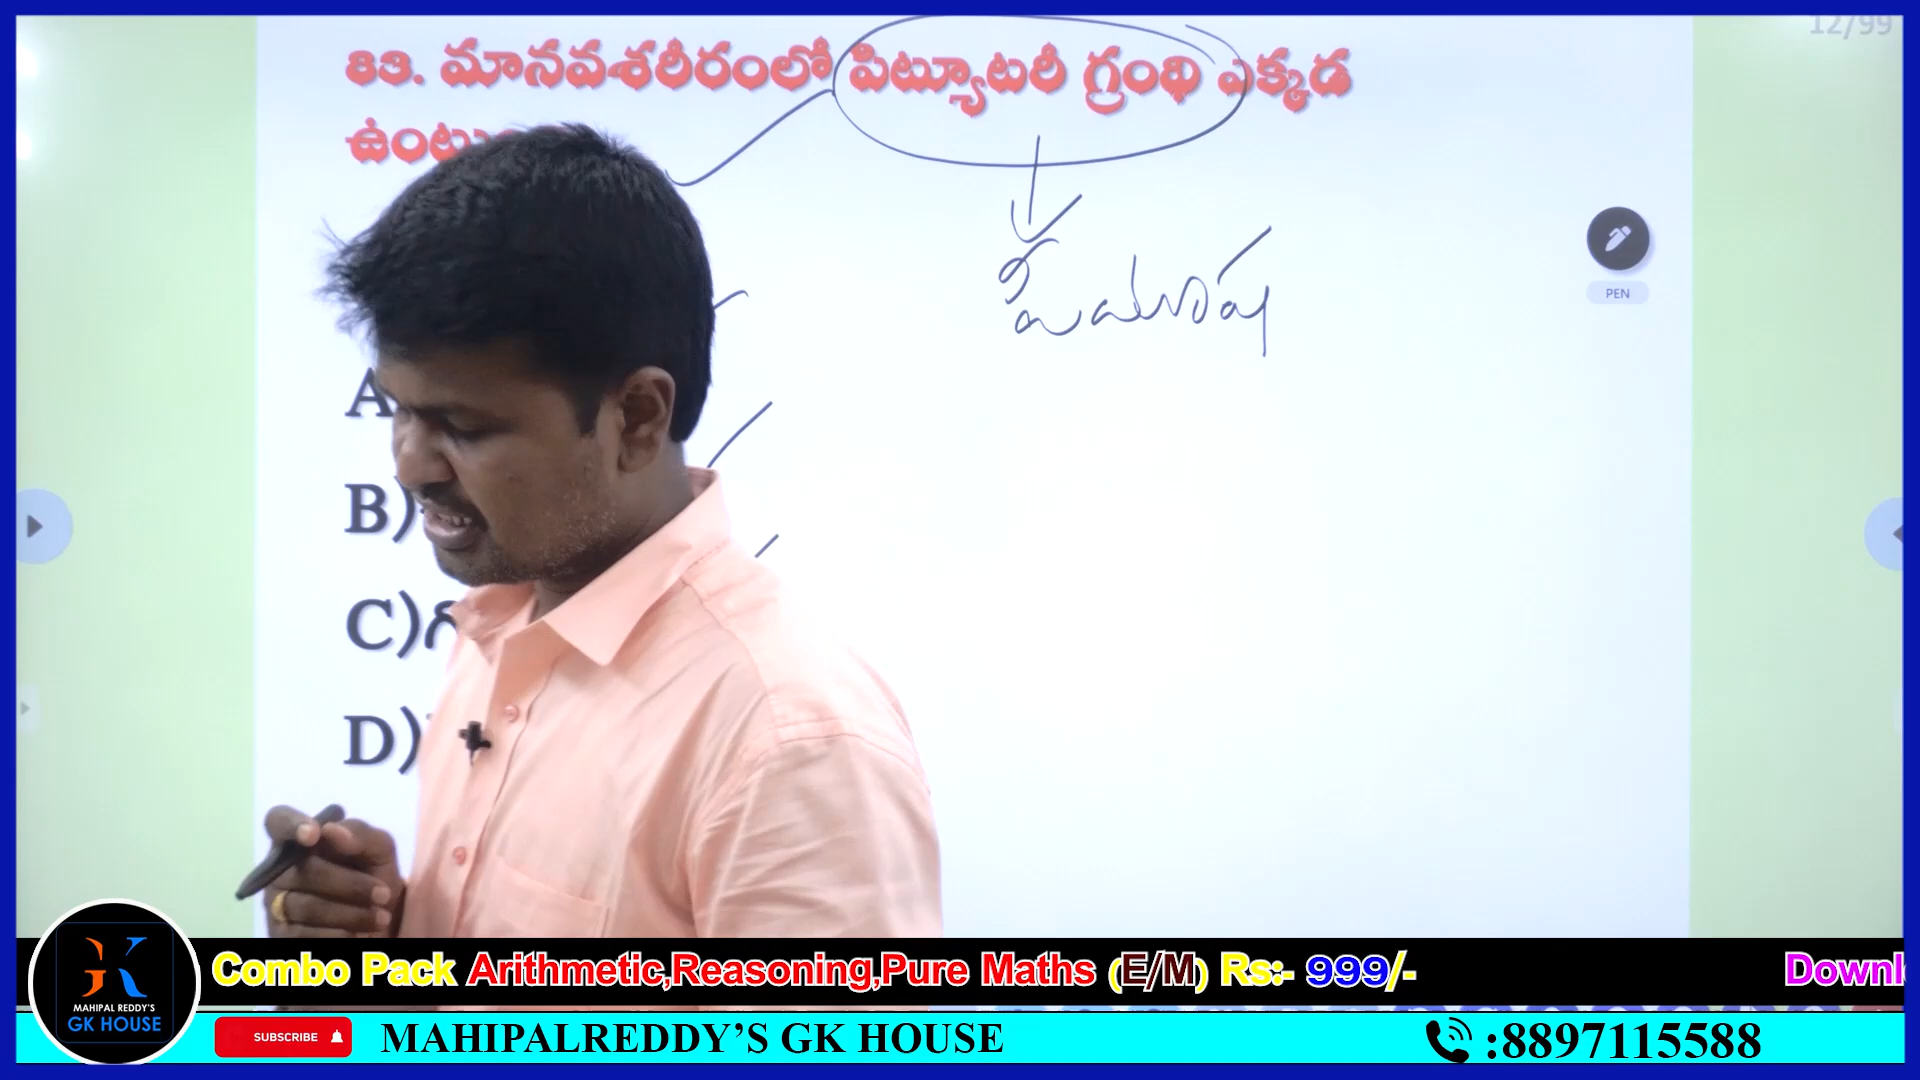 12/99
83. మానవశరీరంలో పిట్యూటరీ గ్రంథి ఎక్కడ
పీయూష
PEN
A
B)
C)
D)
Combo Pack Arithmetic,Reasoning,Pure Maths (E/M) Rs:- 999/-
MAHIPAL REDDY'S
GK HOUSE
SUBSCRIBE
MAHIPALREDDY'S GK HOUSE
:8897115588